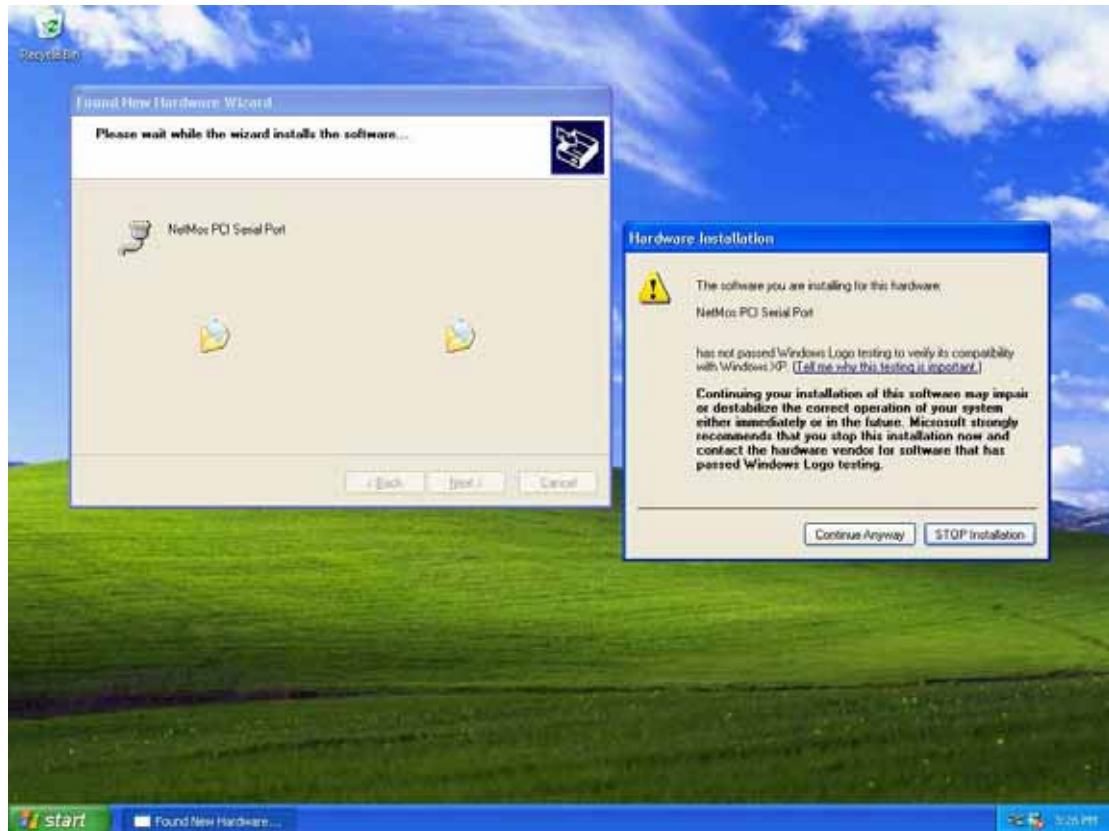 Recycle Bin
Found New Hardware Wizard
Please wait while the wizard installs the software...
NetMos PCI Serial Port
< Back
Next >
Cancel
Hardware Installation
The software you are installing for this hardware:
NetMos PCI Serial Port
has not passed Windows Logo testing to verify its compatibility
with Windows XP. (Tell me why this testing is important.)
Continuing your installation of this software may impair
or destabilize the correct operation of your system
either immediately or in the future. Microsoft strongly
recommends that you stop this installation now and
contact the hardware vendor for software that has
passed Windows Logo testing.
Continue Anyway
STOP Installation
start
Found New Hardware...
3:26 PM